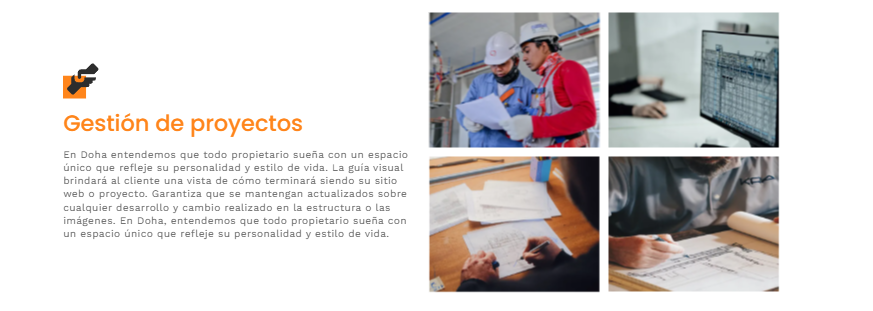 Gestión de proyectos
En Doha entendemos que todo propietario sueña con un espacio
único que refleje su personalidad y estilo de vida. La guía visual
brindará al cliente una vista de cómo terminará siendo su sitio
web o proyecto. Garantiza que se mantengan actualizados sobre
cualquier desarrollo y cambio realizado en la estructura o las
imágenes. En Doha, entendemos que todo propietario sueña con
un espacio único que refleje su personalidad y estilo de vida.